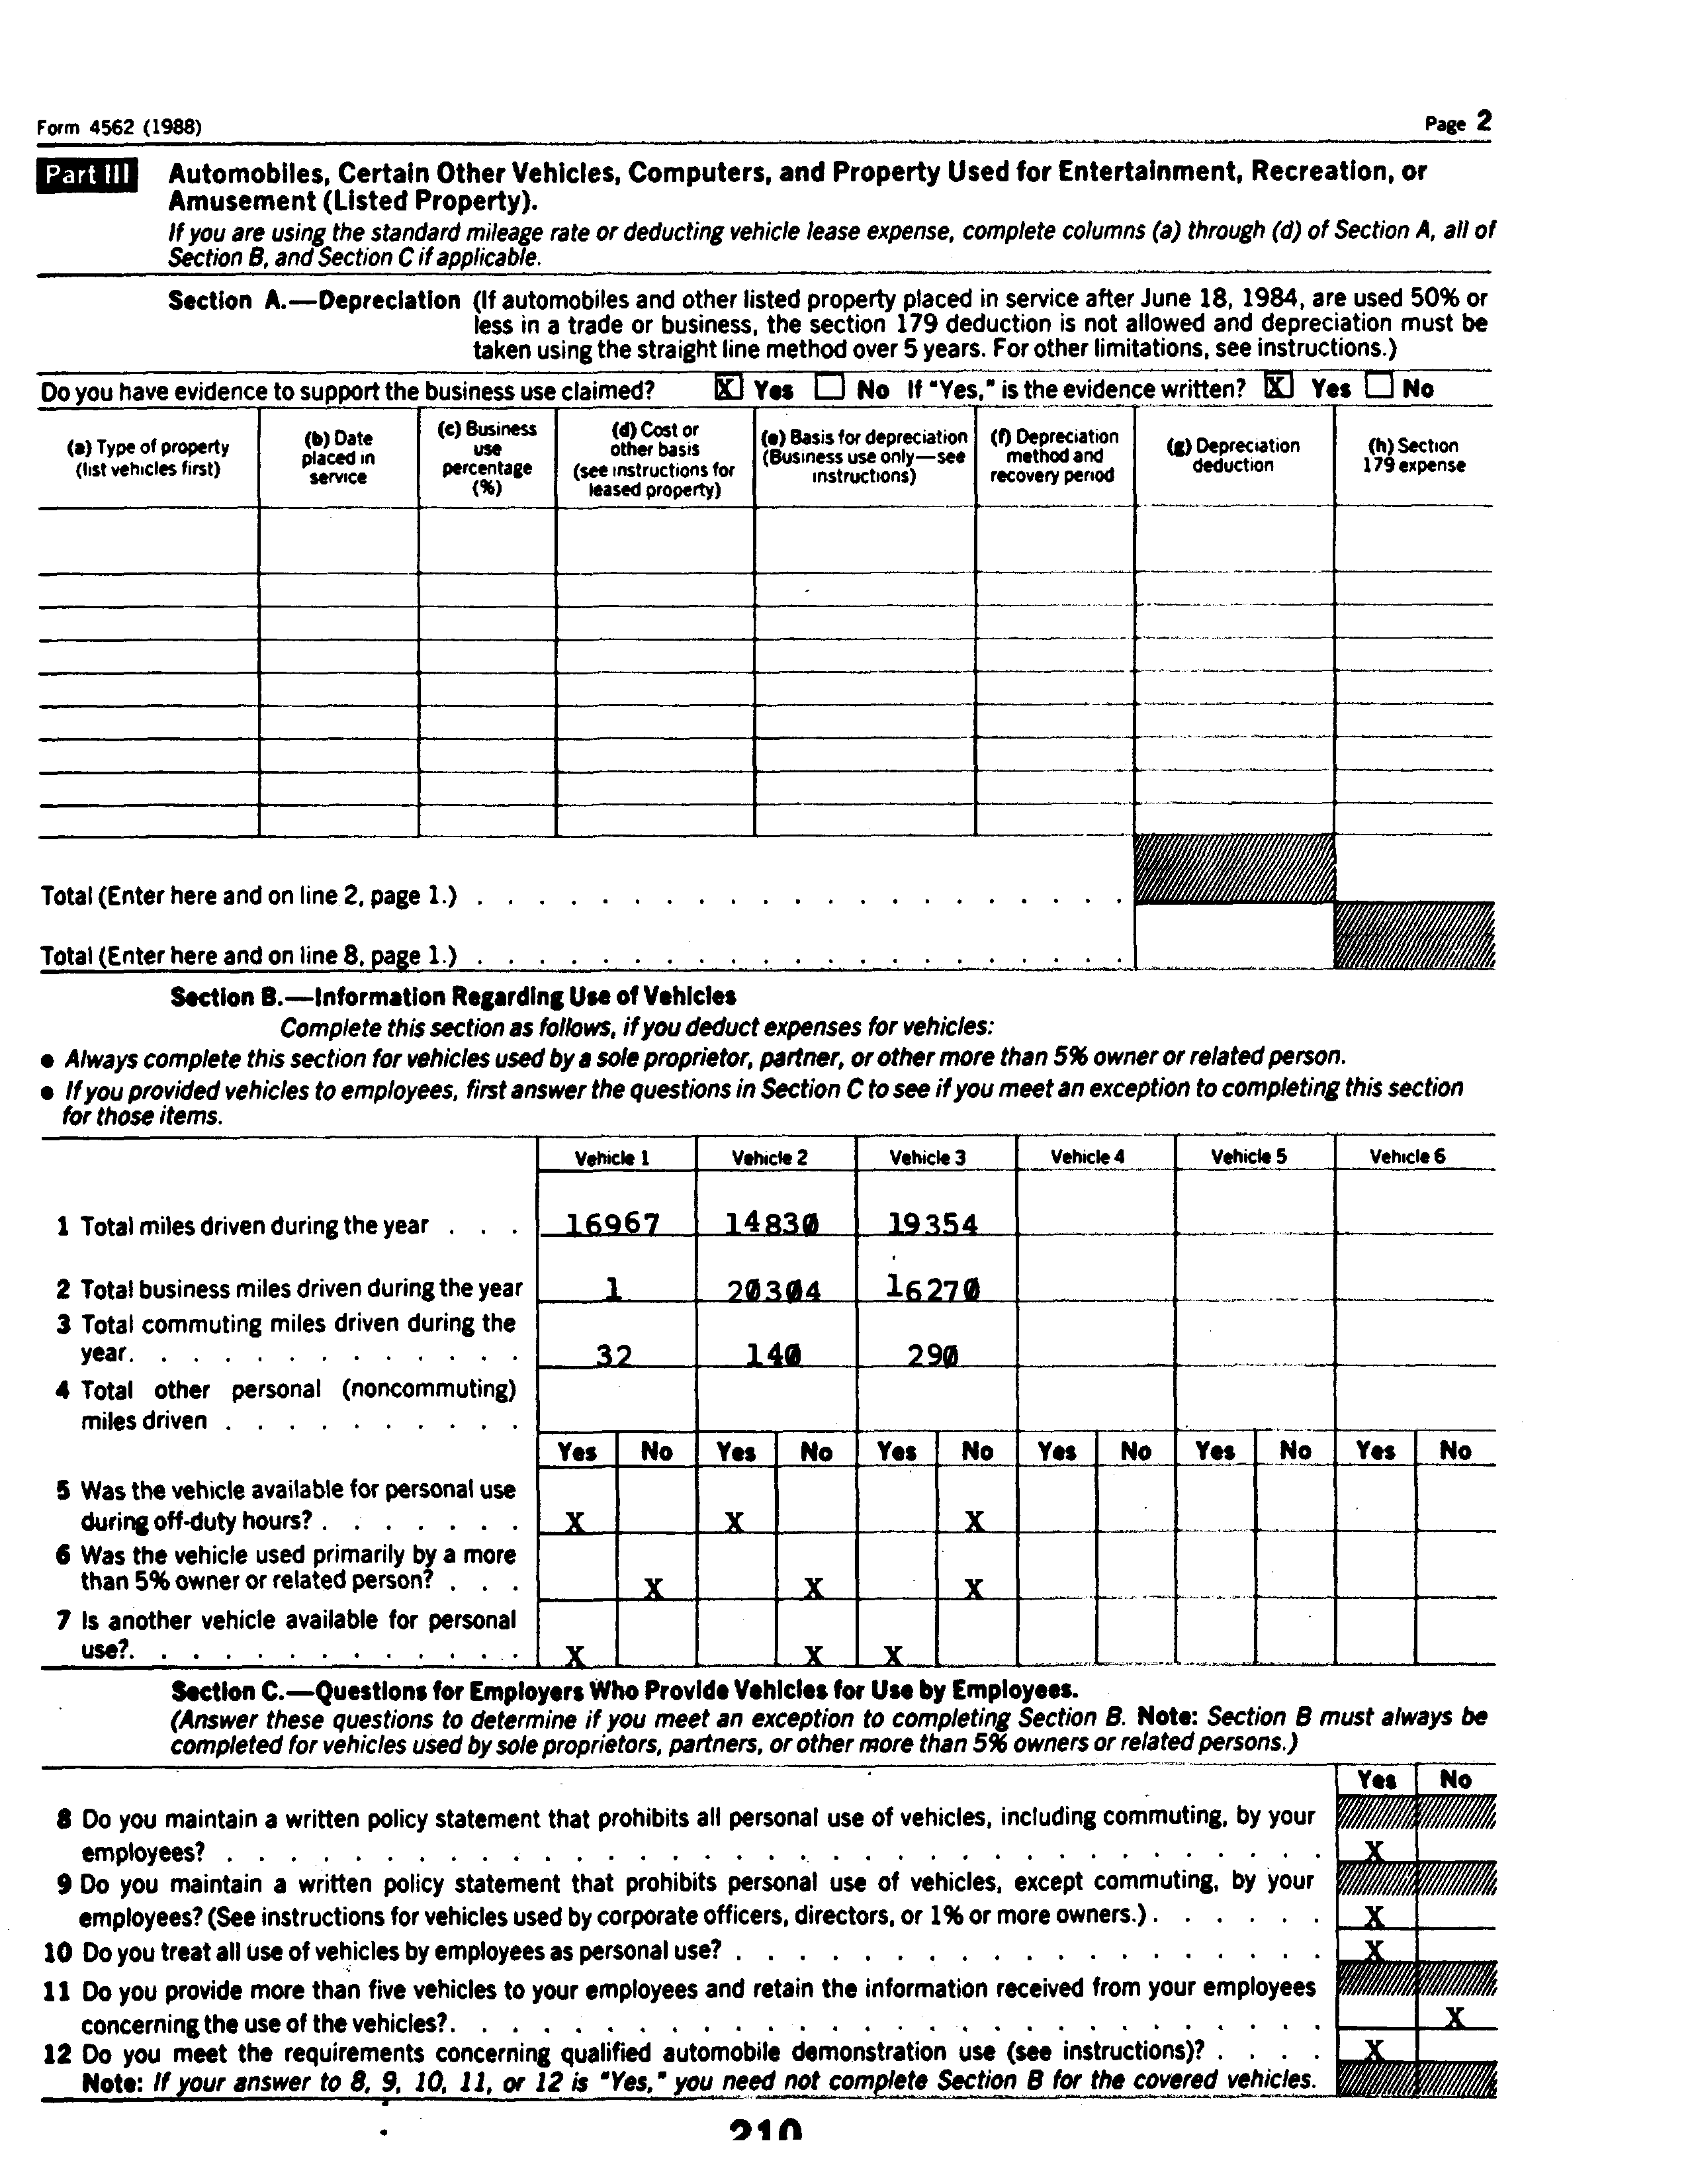 Form 4562 (1988) Page 2
Part III Automobiles, Certain Other Vehicles, Computers, and Property Used for Entertainment, Recreation, or
Amusement (Listed Property).
If you are using the standard mileage rate or deducting vehicle lease expense, complete columns (a) through (d) of Section A, all of
Section B, and Section C if applicable.
Section A.—Depreciation (If automobiles and other listed property placed in service after June 18, 1984, are used 50% or
less in a trade or business, the section 179 deduction is not allowed and depreciation must be
taken using the straight line method over 5 years. For other limitations, see instructions.)
Do you have evidence to support the business use claimed? X Yes No If "Yes," is the evidence written? X Yes No
(a) Type of property
(list vehicles first)
(b) Date
placed in
service
(c) Business
use
percentage
(%)
(d) Cost or
other basis
(see instructions for
leased property)
(e) Basis for depreciation
(Business use only—see
instructions)
(f) Depreciation
method and
recovery period
(g) Depreciation
deduction
(h) Section
179 expense
Total (Enter here and on line 2, page 1.) . . . . . . . . . . . . . . . . . . . . .
Total (Enter here and on line 8, page 1.) . . . . . . . . . . . . . . . . . . . . .
Section B.—Information Regarding Use of Vehicles
Complete this section as follows, if you deduct expenses for vehicles:
● Always complete this section for vehicles used by a sole proprietor, partner, or other more than 5% owner or related person.
● If you provided vehicles to employees, first answer the questions in Section C to see if you meet an exception to completing this section
for those items.
Vehicle 1 Vehicle 2 Vehicle 3 Vehicle 4 Vehicle 5 Vehicle 6
1 Total miles driven during the year . . . 16967 14830 19354
2 Total business miles driven during the year 1 20304 16270
3 Total commuting miles driven during the
year. . . . . . . . . . . . . 32 140 290
4 Total other personal (noncommuting)
miles driven . . . . . . . . . .
Yes No Yes No Yes No Yes No Yes No Yes No
5 Was the vehicle available for personal use
during off-duty hours? . . . . . . . X X X
6 Was the vehicle used primarily by a more
than 5% owner or related person? . . . X X X
7 Is another vehicle available for personal
use?. . . . . . . . . . . . . X X X
Section C.—Questions for Employers Who Provide Vehicles for Use by Employees.
(Answer these questions to determine if you meet an exception to completing Section B. Note: Section B must always be
completed for vehicles used by sole proprietors, partners, or other more than 5% owners or related persons.)
Yes No
8 Do you maintain a written policy statement that prohibits all personal use of vehicles, including commuting, by your
employees? . . . . . . . . . . . . . . . . . . . . . . . . . . . . . . . . . . . X
9 Do you maintain a written policy statement that prohibits personal use of vehicles, except commuting, by your
employees? (See instructions for vehicles used by corporate officers, directors, or 1% or more owners.) . . . . . . X
10 Do you treat all use of vehicles by employees as personal use? . . . . . . . . . . . . . . . . . . . X
11 Do you provide more than five vehicles to your employees and retain the information received from your employees
concerning the use of the vehicles?. . . . . . . . . . . . . . . . . . . . . . . . . . . . X
12 Do you meet the requirements concerning qualified automobile demonstration use (see instructions)? . . . . X
Note: If your answer to 8, 9, 10, 11, or 12 is "Yes," you need not complete Section B for the covered vehicles.
210